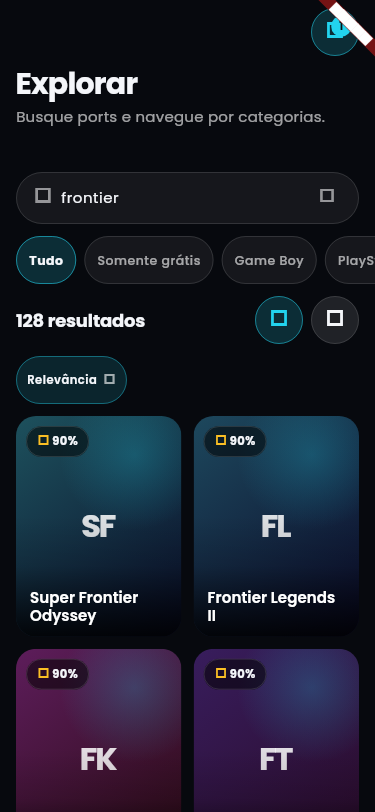 Explorar
Busque ports e navegue por categorias.
frontier
Tudo
Somente grátis
Game Boy
128 resultados
Relevância
90%
90%
SF
FL
Super Frontier
Odyssey
Frontier Legends
II
90%
90%
FK
FT